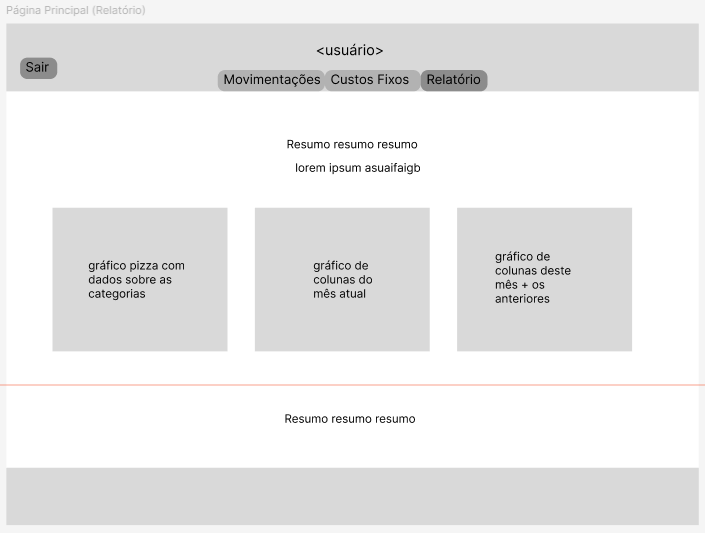 Página Principal (Relatório)
<usuário>
Sair
Movimentações Custos Fixos Relatório
Resumo resumo resumo
lorem ipsum asuaifaigb
gráfico pizza com
dados sobre as
categorias
gráfico de
colunas do
mês atual
gráfico de
colunas deste
mês + os
anteriores
Resumo resumo resumo